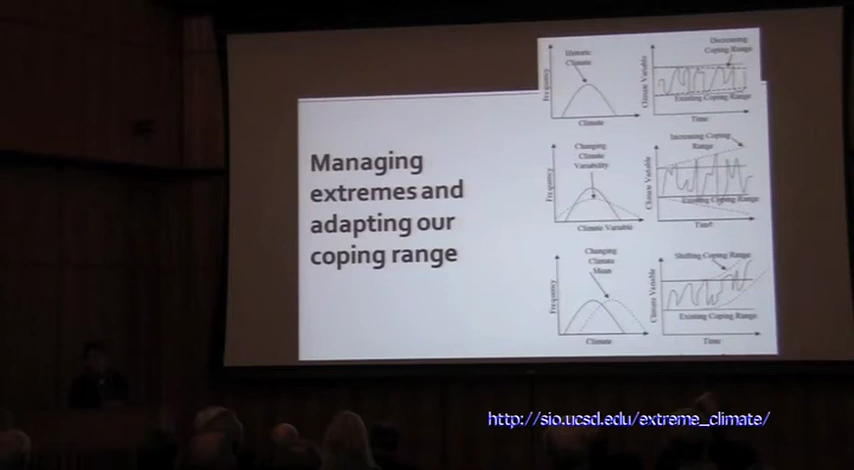 Managing
extremes and
adapting our
coping range
Historic
Climate
Frequency
Climate
Decreasing
Coping Range
Climate Variable
Existing Coping Range
Time
Changing
Climate
Variability
Frequency
Climate Variable
Increasing Coping
Range
Climate Variable
Existing Coping Range
Time
Changing
Climate
Mean
Frequency
Climate
Shifting Coping Range
Climate Variable
Existing Coping Range
Time
http://sio.ucsd.edu/extreme_climate/